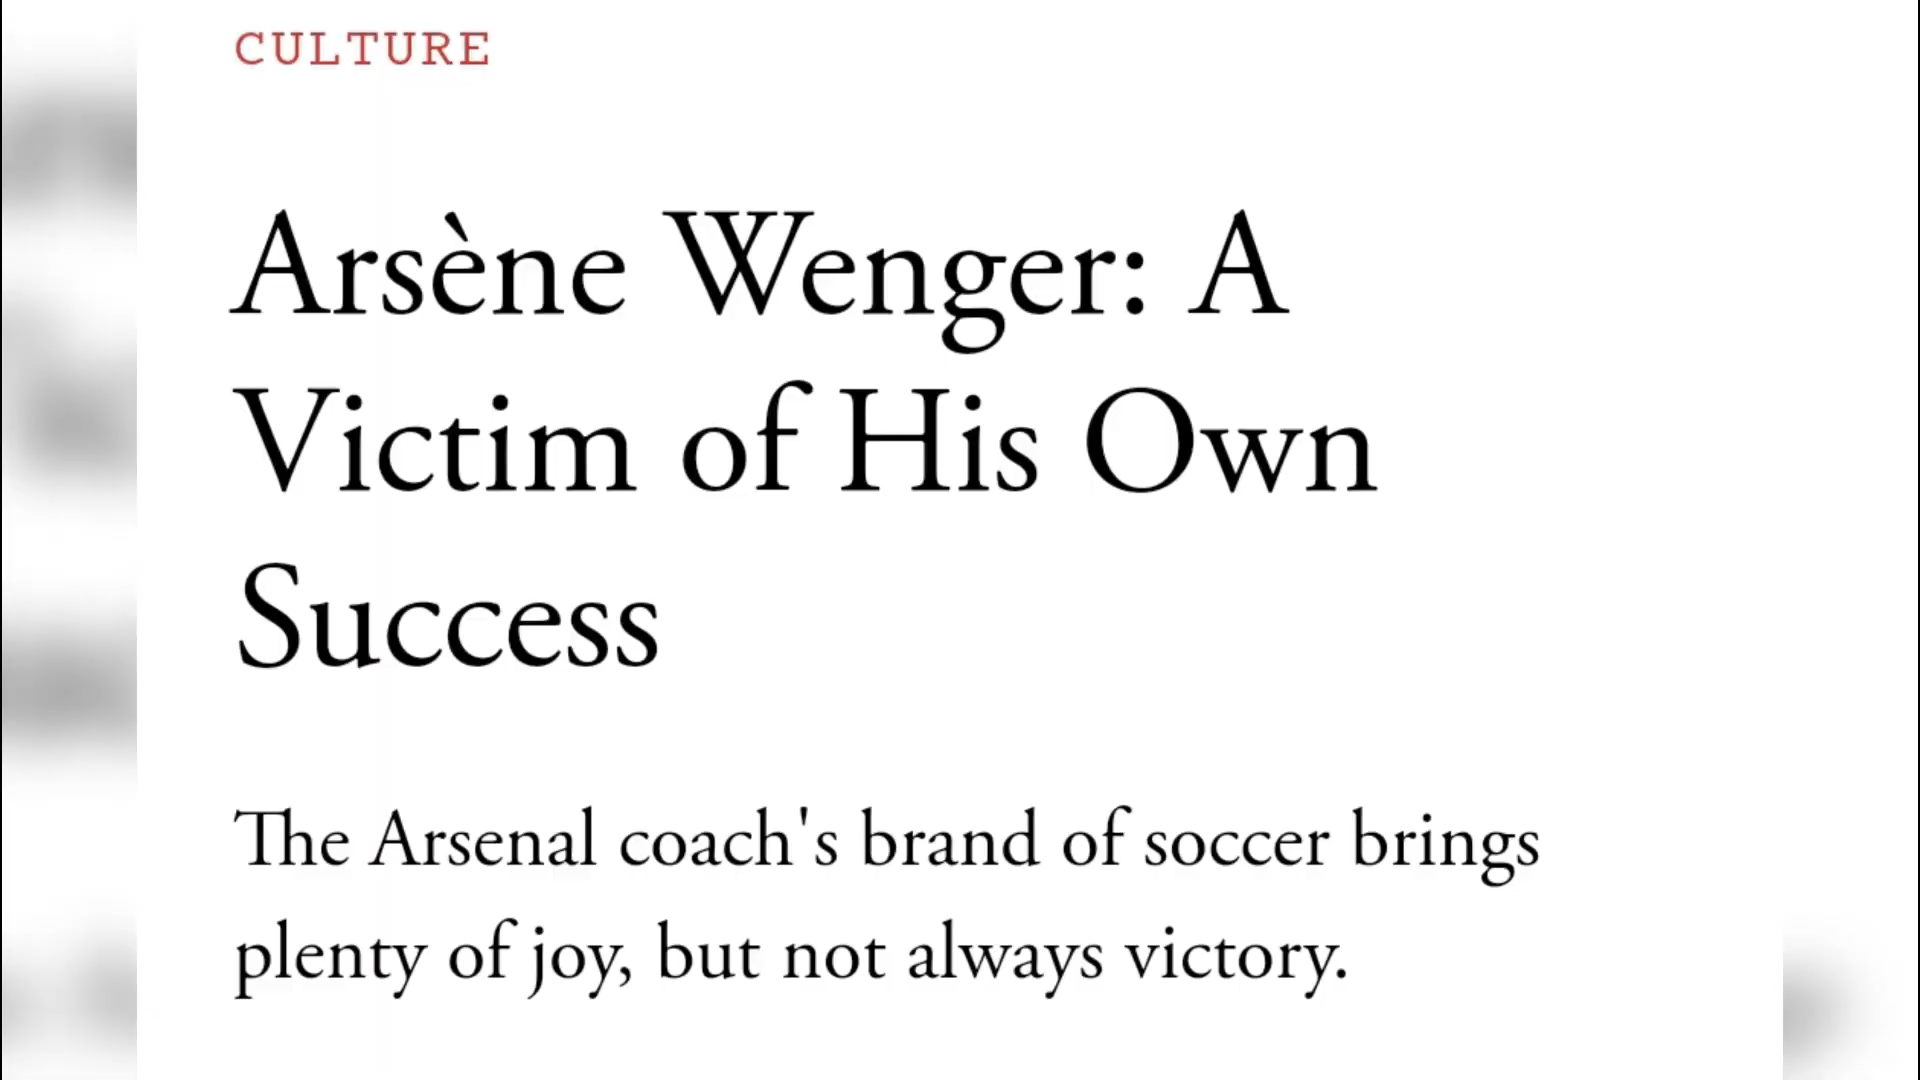 CULTURE
Arsène Wenger: A
Victim of His Own
Success
The Arsenal coach's brand of soccer brings
plenty of joy, but not always victory.